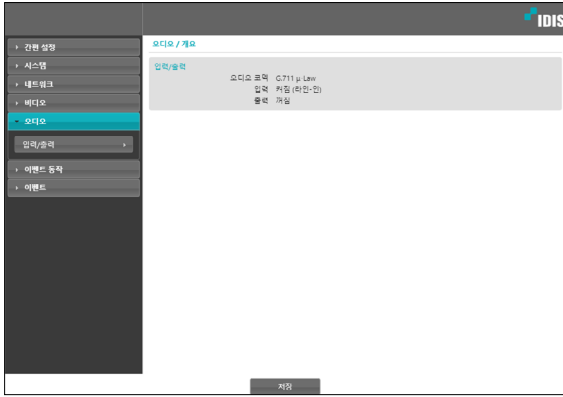 IDIS
간편 설정
시스템
네트워크
비디오
오디오
입력/출력
이벤트 동작
이벤트
오디오 / 개요
입력/출력
오디오 코덱 G.711 μ Law
입력 켜짐 (라인-인)
출력 꺼짐
저장